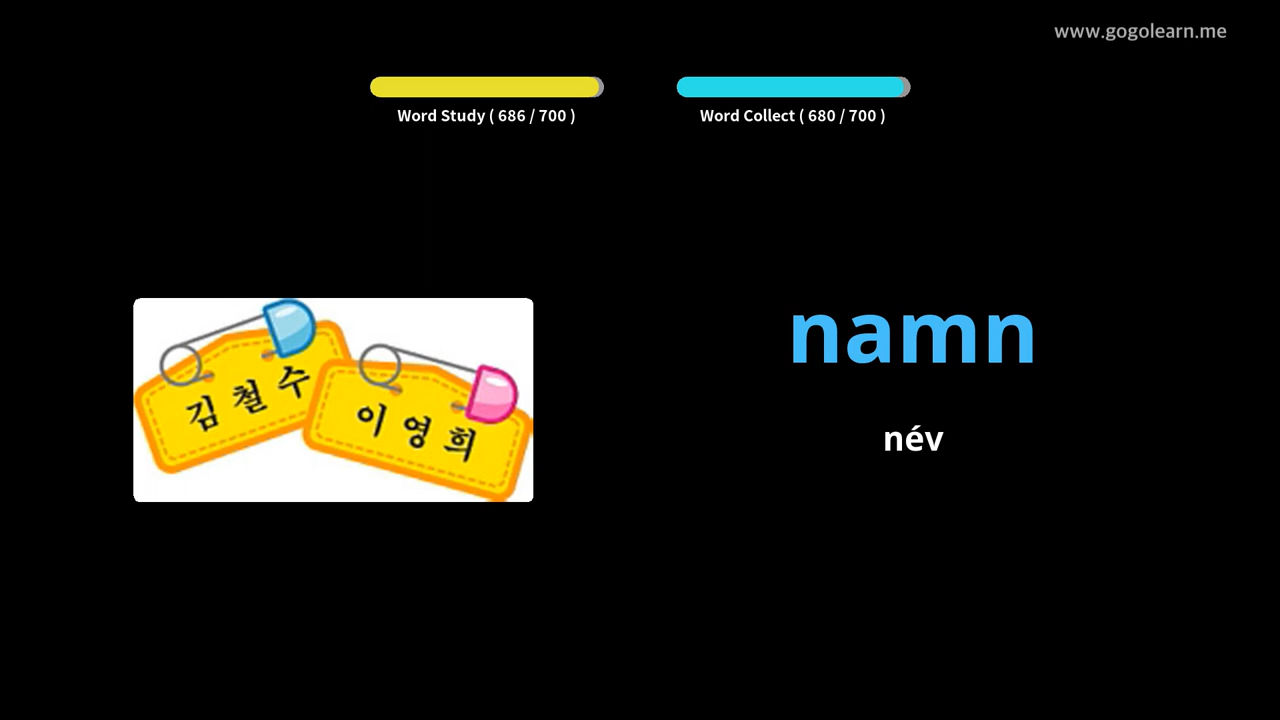 www.gogolearn.me
Word Study ( 686 / 700 )
Word Collect ( 680 / 700 )
김 철 수
이 영 희
namn
név